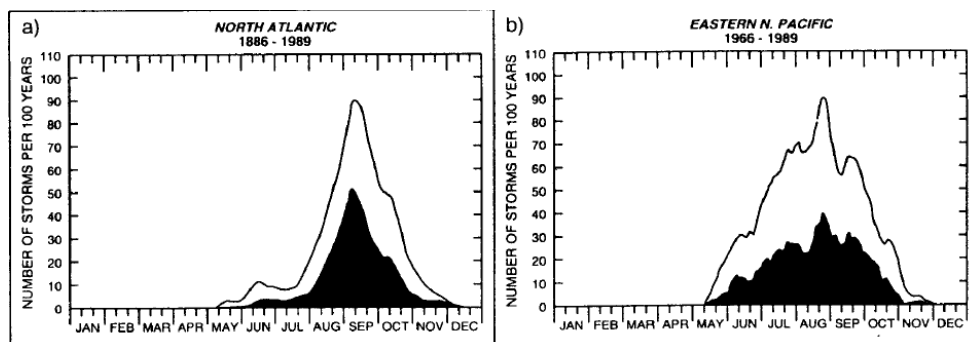 a)
NORTH ATLANTIC
1886 - 1989
NUMBER OF STORMS PER 100 YEARS
110
100
90
80
70
60
50
40
30
20
10
0
JAN FEB MAR APR MAY JUN JUL AUG SEP OCT NOV DEC
b)
EASTERN N. PACIFIC
1966 - 1989
NUMBER OF STORMS PER 100 YEARS
110
100
90
80
70
60
50
40
30
20
10
0
JAN FEB MAR APR MAY JUN JUL AUG SEP OCT NOV DEC